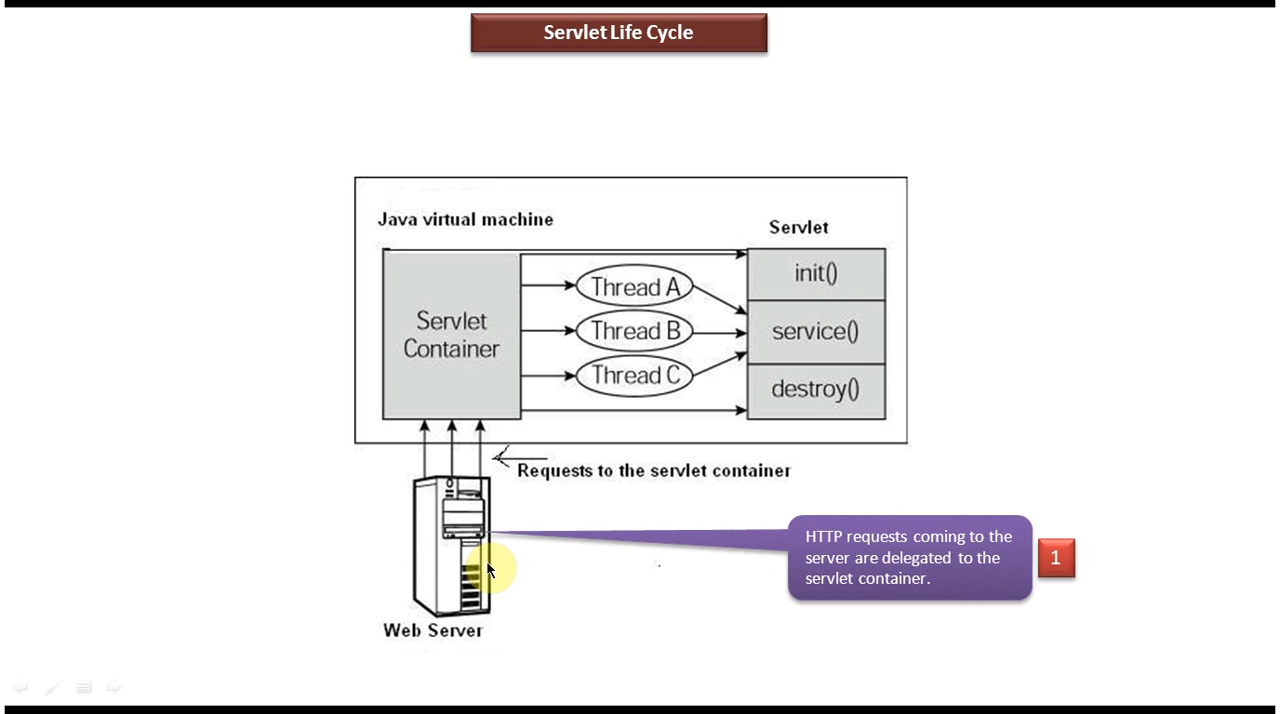 Servlet Life Cycle
Java virtual machine
Servlet
Servlet
Container
Thread A
Thread B
Thread C
init()
service()
destroy()
Requests to the servlet container
HTTP requests coming to the
server are delegated to the
servlet container.
1
Web Server